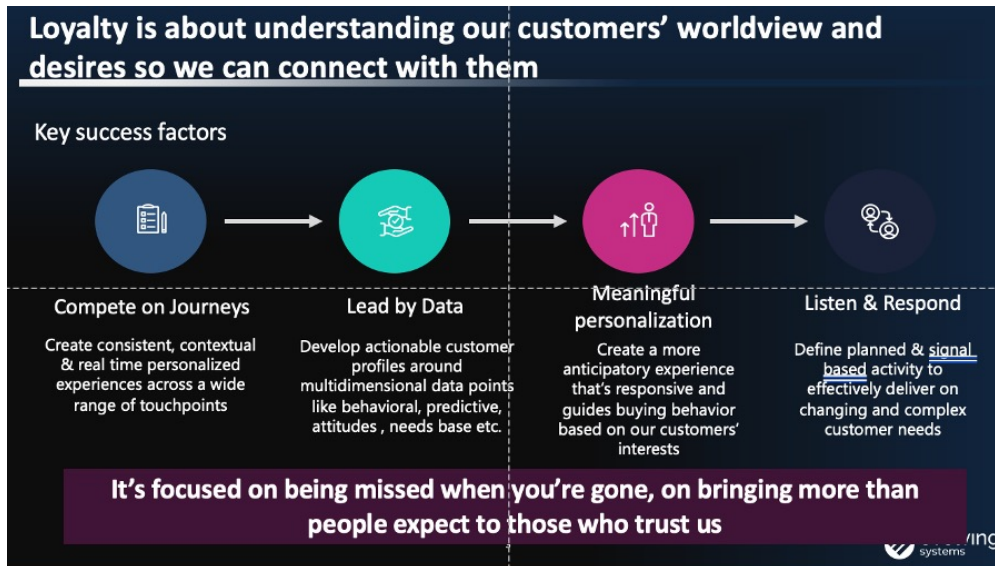 Loyalty is about understanding our customers’ worldview and
desires so we can connect with them
Key success factors
Compete on Journeys
Create consistent, contextual
& real time personalized
experiences across a wide
range of touchpoints
Lead by Data
Develop actionable customer
profiles around
multidimensional data points
like behavioral, predictive,
attitudes , needs base etc.
Meaningful
personalization
Create a more
anticipatory experience
that’s responsive and
guides buying behavior
based on our customers’
interests
Listen & Respond
Define planned & signal
based activity to
effectively deliver on
changing and complex
customer needs
It’s focused on being missed when you’re gone, on bringing more than
people expect to those who trust us
systems